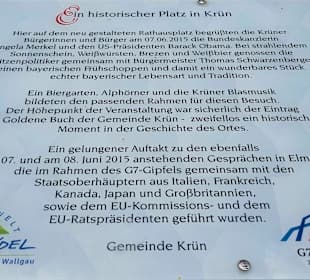 Ein historischer Platz in Krün
Hier auf dem neu gestalteten Rathausplatz begrüßten die Krüner
Bürgerinnen und Bürger am 07.06.2015 die Bundeskanzlerin
ngela Merkel und den US-Präsidenten Barack Obama. Bei strahlendem
Sonnenschein, Weißwürsten, Brezen und Weißbier genossen die
itzenpolitiker gemeinsam mit Bürgermeister Thomas Schwarzenberger
einen bayerischen Frühschoppen und damit ein wunderbares Stück
echter bayerischer Lebensart und Tradition.
Ein Biergarten, Alphörner und die Krüner Blasmusik
bildeten den passenden Rahmen für diesen Besuch.
Der Höhepunkt der Veranstaltung war sicherlich der Eintrag
Goldene Buch der Gemeinde Krün - zweifellos ein historisch
Moment in der Geschichte des Ortes.
Ein gelungener Auftakt zu den ebenfalls
07. und am 08. Juni 2015 anstehenden Gesprächen in Elm
die im Rahmen des G7-Gipfels gemeinsam mit den
Staatsoberhäuptern aus Italien, Frankreich,
Kanada, Japan und Großbritannien,
sowie dem EU-Kommissions- und dem
EU-Ratspräsidenten geführt wurden.
Gemeinde Krün
WELT
Wallgau
G7